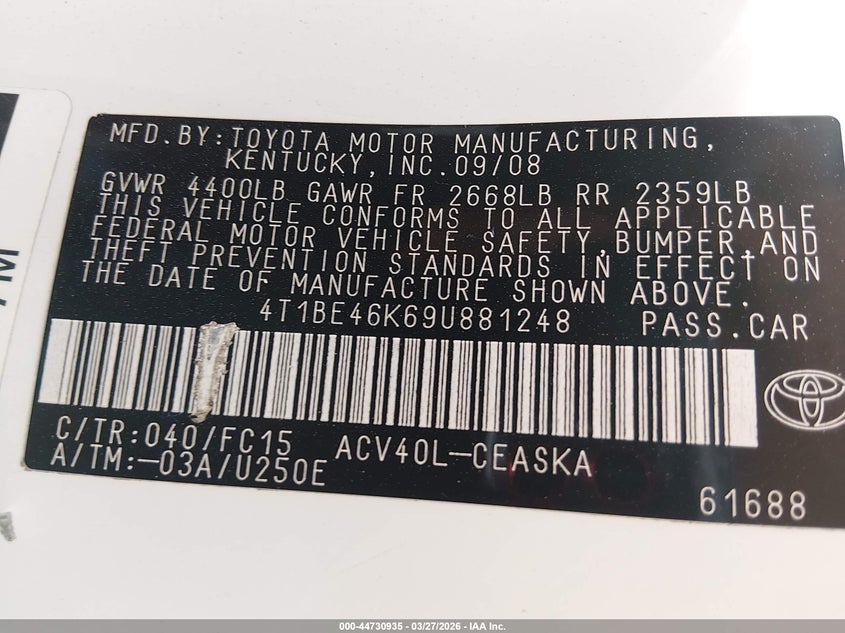 MFD.BY:TOYOTA MOTOR MANUFACTURING,
KENTUCKY,INC.09/08
GVWR 4400LB GAWR FR 2668LB RR 2359LB
THIS VEHICLE CONFORMS TO ALL APPLICABLE
FEDERAL MOTOR VEHICLE SAFETY,BUMPER,AND
THEFT PREVENTION STANDARDS IN EFFECT ON
THE DATE OF MANUFACTURE SHOWN ABOVE.
4T1BE46K69U881248 PASS.CAR
C/TR:040/FC15 ACV40L-CEASKA
A/TM:-03A/U250E
61688
000-44730935 - 03/27/2026 - IAA Inc.